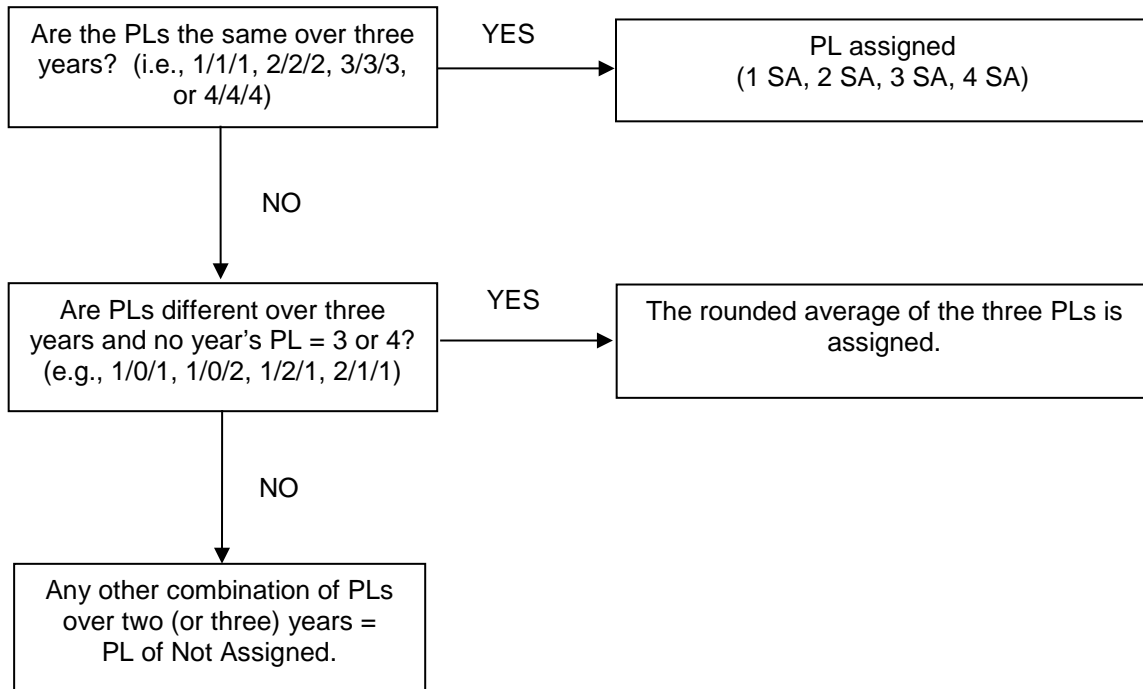 Are the PLs the same over three
years?  (i.e., 1/1/1, 2/2/2, 3/3/3,
or 4/4/4)
YES
PL assigned
(1 SA, 2 SA, 3 SA, 4 SA)
NO
Are PLs different over three
years and no year’s PL = 3 or 4?
(e.g., 1/0/1, 1/0/2, 1/2/1, 2/1/1)
YES
The rounded average of the three PLs is
assigned.
NO
Any other combination of PLs
over two (or three) years =
PL of Not Assigned.